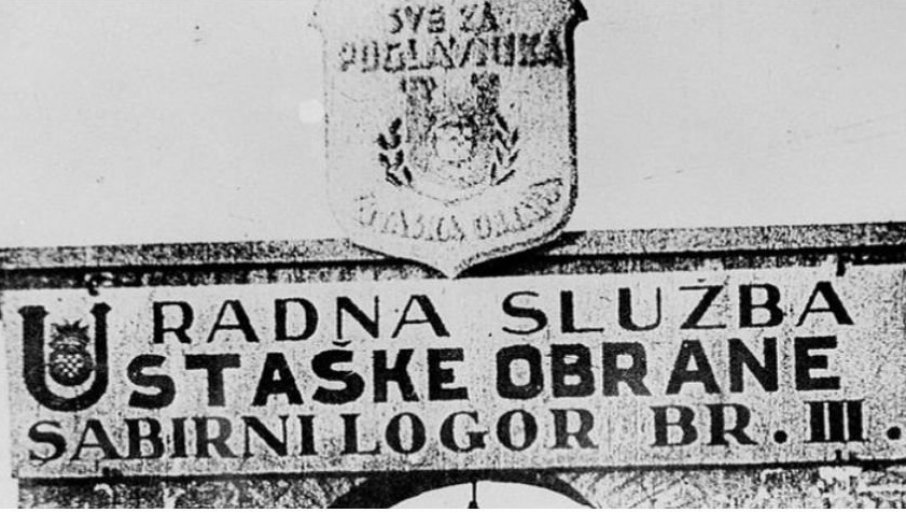 SVE ZA
POGLAVNIKA
RADNA SLUŽBA
USTAŠKE OBRANE
SABIRNI LOGOR BR. III.